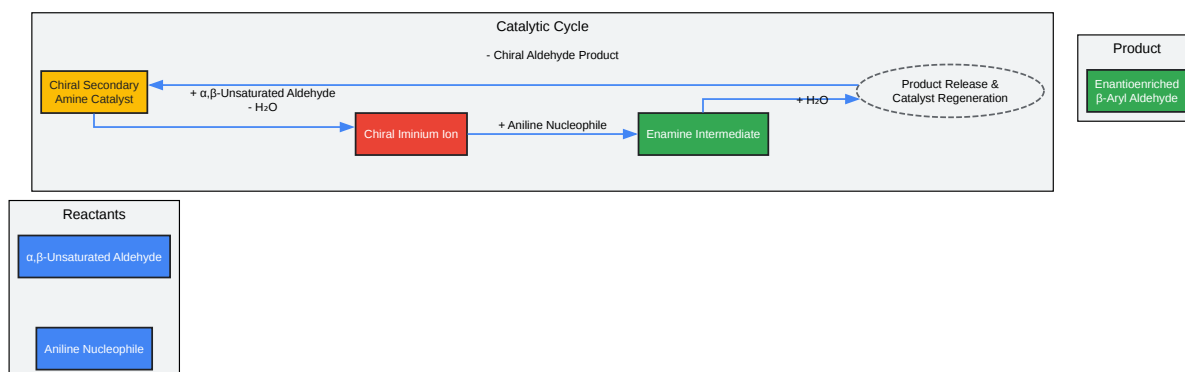 Catalytic Cycle
- Chiral Aldehyde Product
Chiral Secondary
Amine Catalyst
+ α,β-Unsaturated Aldehyde
- H₂O
Chiral Iminium Ion
+ Aniline Nucleophile
Enamine Intermediate
+ H₂O
Product Release &
Catalyst Regeneration
Product
Enantioenriched
β-Aryl Aldehyde
Reactants
α,β-Unsaturated Aldehyde
Aniline Nucleophile